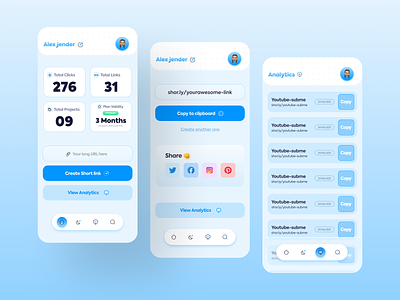 Alex jender
Total Clicks
276
Total Links
31
Total Projects
09
Plan Validity
3 Months
Your long URL here
Create Short link
View Analytics
Alex jender
shor.ly/yourawesome-link
Copy to clipboard
Create another one
Share
View Analytics
Analytics
Youtube-subme
shor.ly/youtube-subme
Copy
Youtube-subme
shor.ly/youtube-subme
Copy
Youtube-subme
shor.ly/youtube-subme
Copy
Youtube-subme
shor.ly/youtube-subme
Copy
Youtube-subme
shor.ly/youtube-subme
Copy
Youtube-subme
shor.ly/youtube-subme
Copy